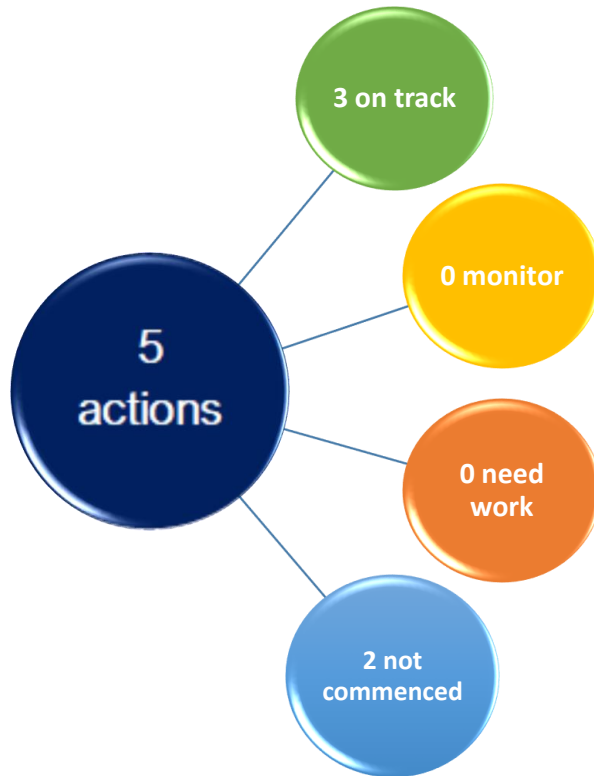 3 on track
0 monitor
5
actions
0 need
work
2 not
commenced